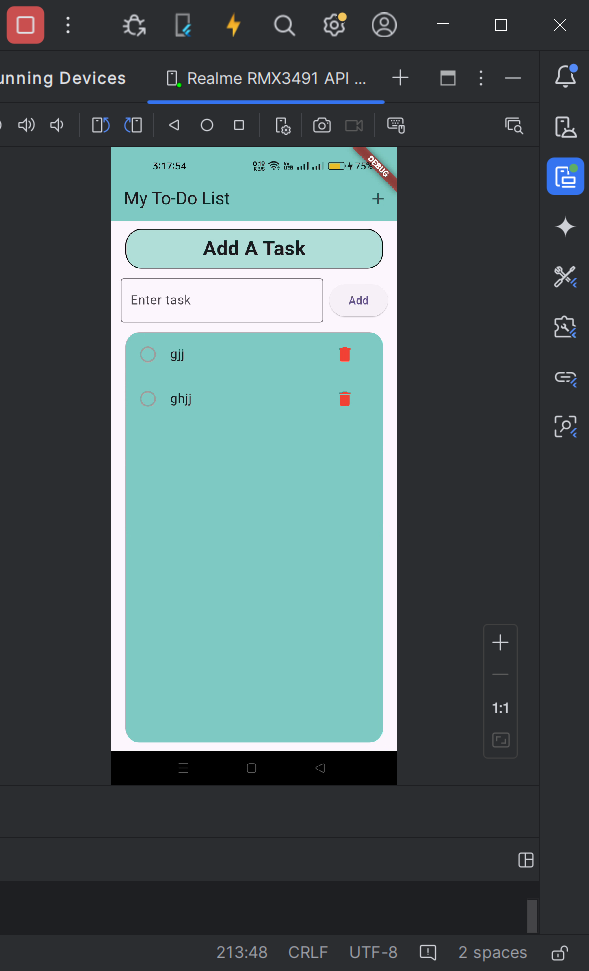 unning Devices
Realme RMX3491 API ...
3:17:54
DEBUG
My To-Do List
Add A Task
Enter task
Add
gjj
ghjj
1:1
213:48 CRLF UTF-8 2 spaces